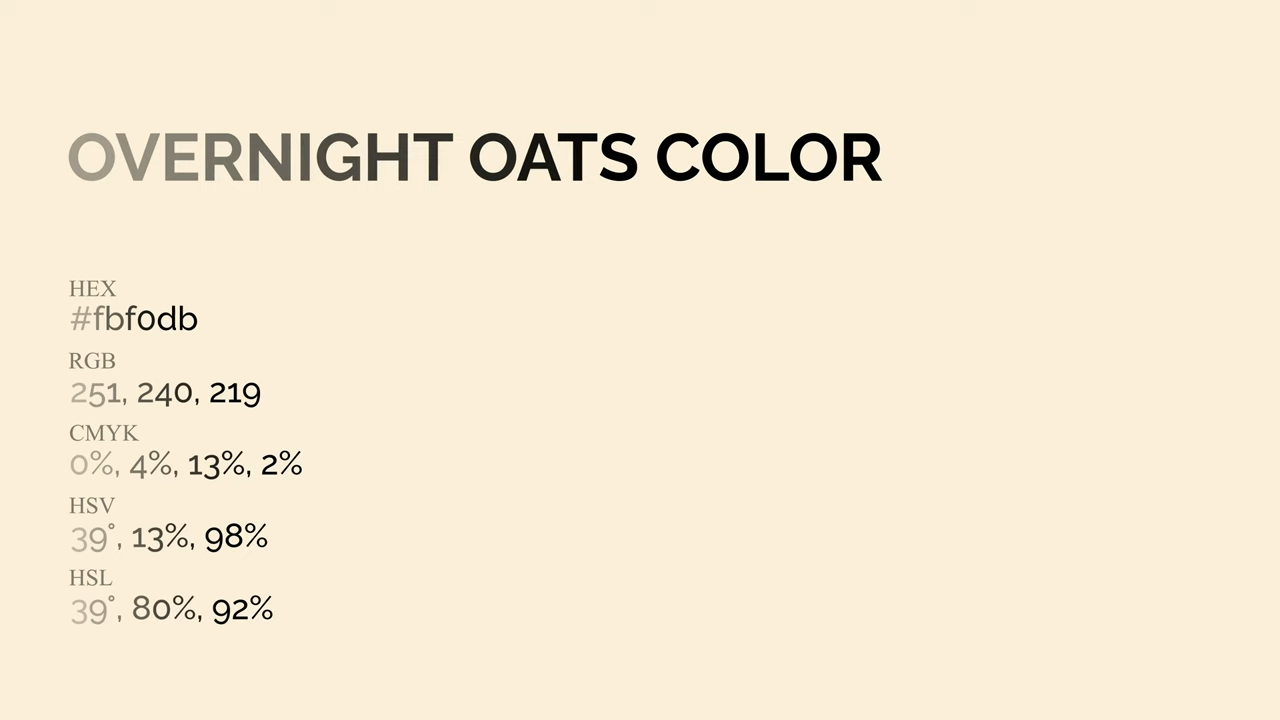 OVERNIGHT OATS COLOR
HEX
#fbf0db
RGB
251, 240, 219
CMYK
0%, 4%, 13%, 2%
HSV
39°, 13%, 98%
HSL
39°, 80%, 92%